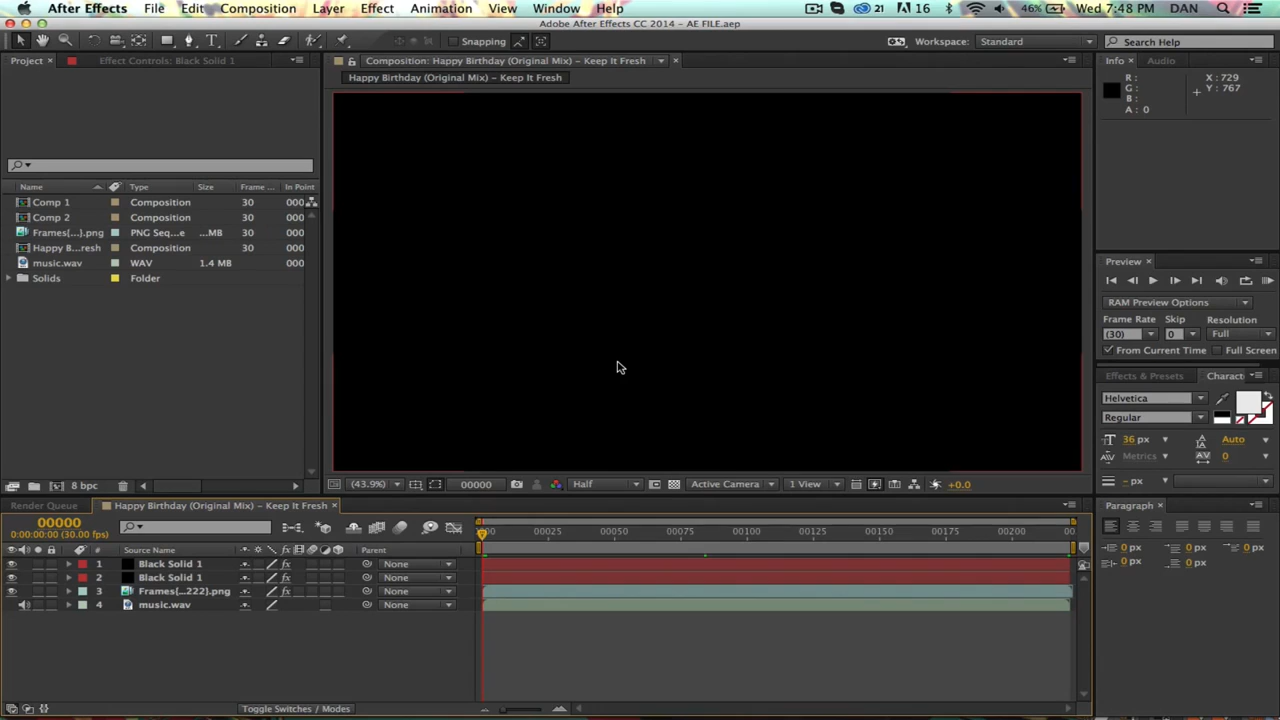 After Effects File Edit Composition Layer Effect Animation View Window Help 21 16 46% Wed 7:48 PM DAN
Adobe After Effects CC 2014 - AE FILE.aep
Snapping Workspace: Standard Search Help
Project Effect Controls: Black Solid 1 Composition: Happy Birthday (Original Mix) – Keep It Fresh Info Audio
Happy Birthday (Original Mix) – Keep It Fresh
R: X: 729
G: Y: 767
B:
A: 0
Name Type Size Frame ... In Point
Comp 1 Composition 30 000
Comp 2 Composition 30 000
Frames[...}.png PNG Seq...e ...MB 30 000
Happy B...resh Composition 30 000
music.wav WAV 1.4 MB 000
Solids Folder
Preview
RAM Preview Options
Frame Rate Skip Resolution
(30) 0 Full
From Current Time Full Screen
Effects & Presets Charact
Helvetica
Regular
36 px Auto
Metrics 0
- px
8 bpc (43.9%) 00000 Half Active Camera 1 View +0.0
Render Queue Happy Birthday (Original Mix) – Keep It Fresh Paragraph
00000
0:00:00:00 (30.00 fps)
00 00025 00050 00075 00100 00125 00150 00175 00200 00
# Source Name Parent
1 Black Solid 1 None
2 Black Solid 1 None
3 Frames{...222}.png None
4 music.wav None
0 px 0 px 0 px
0 px 0 px
Toggle Switches / Modes